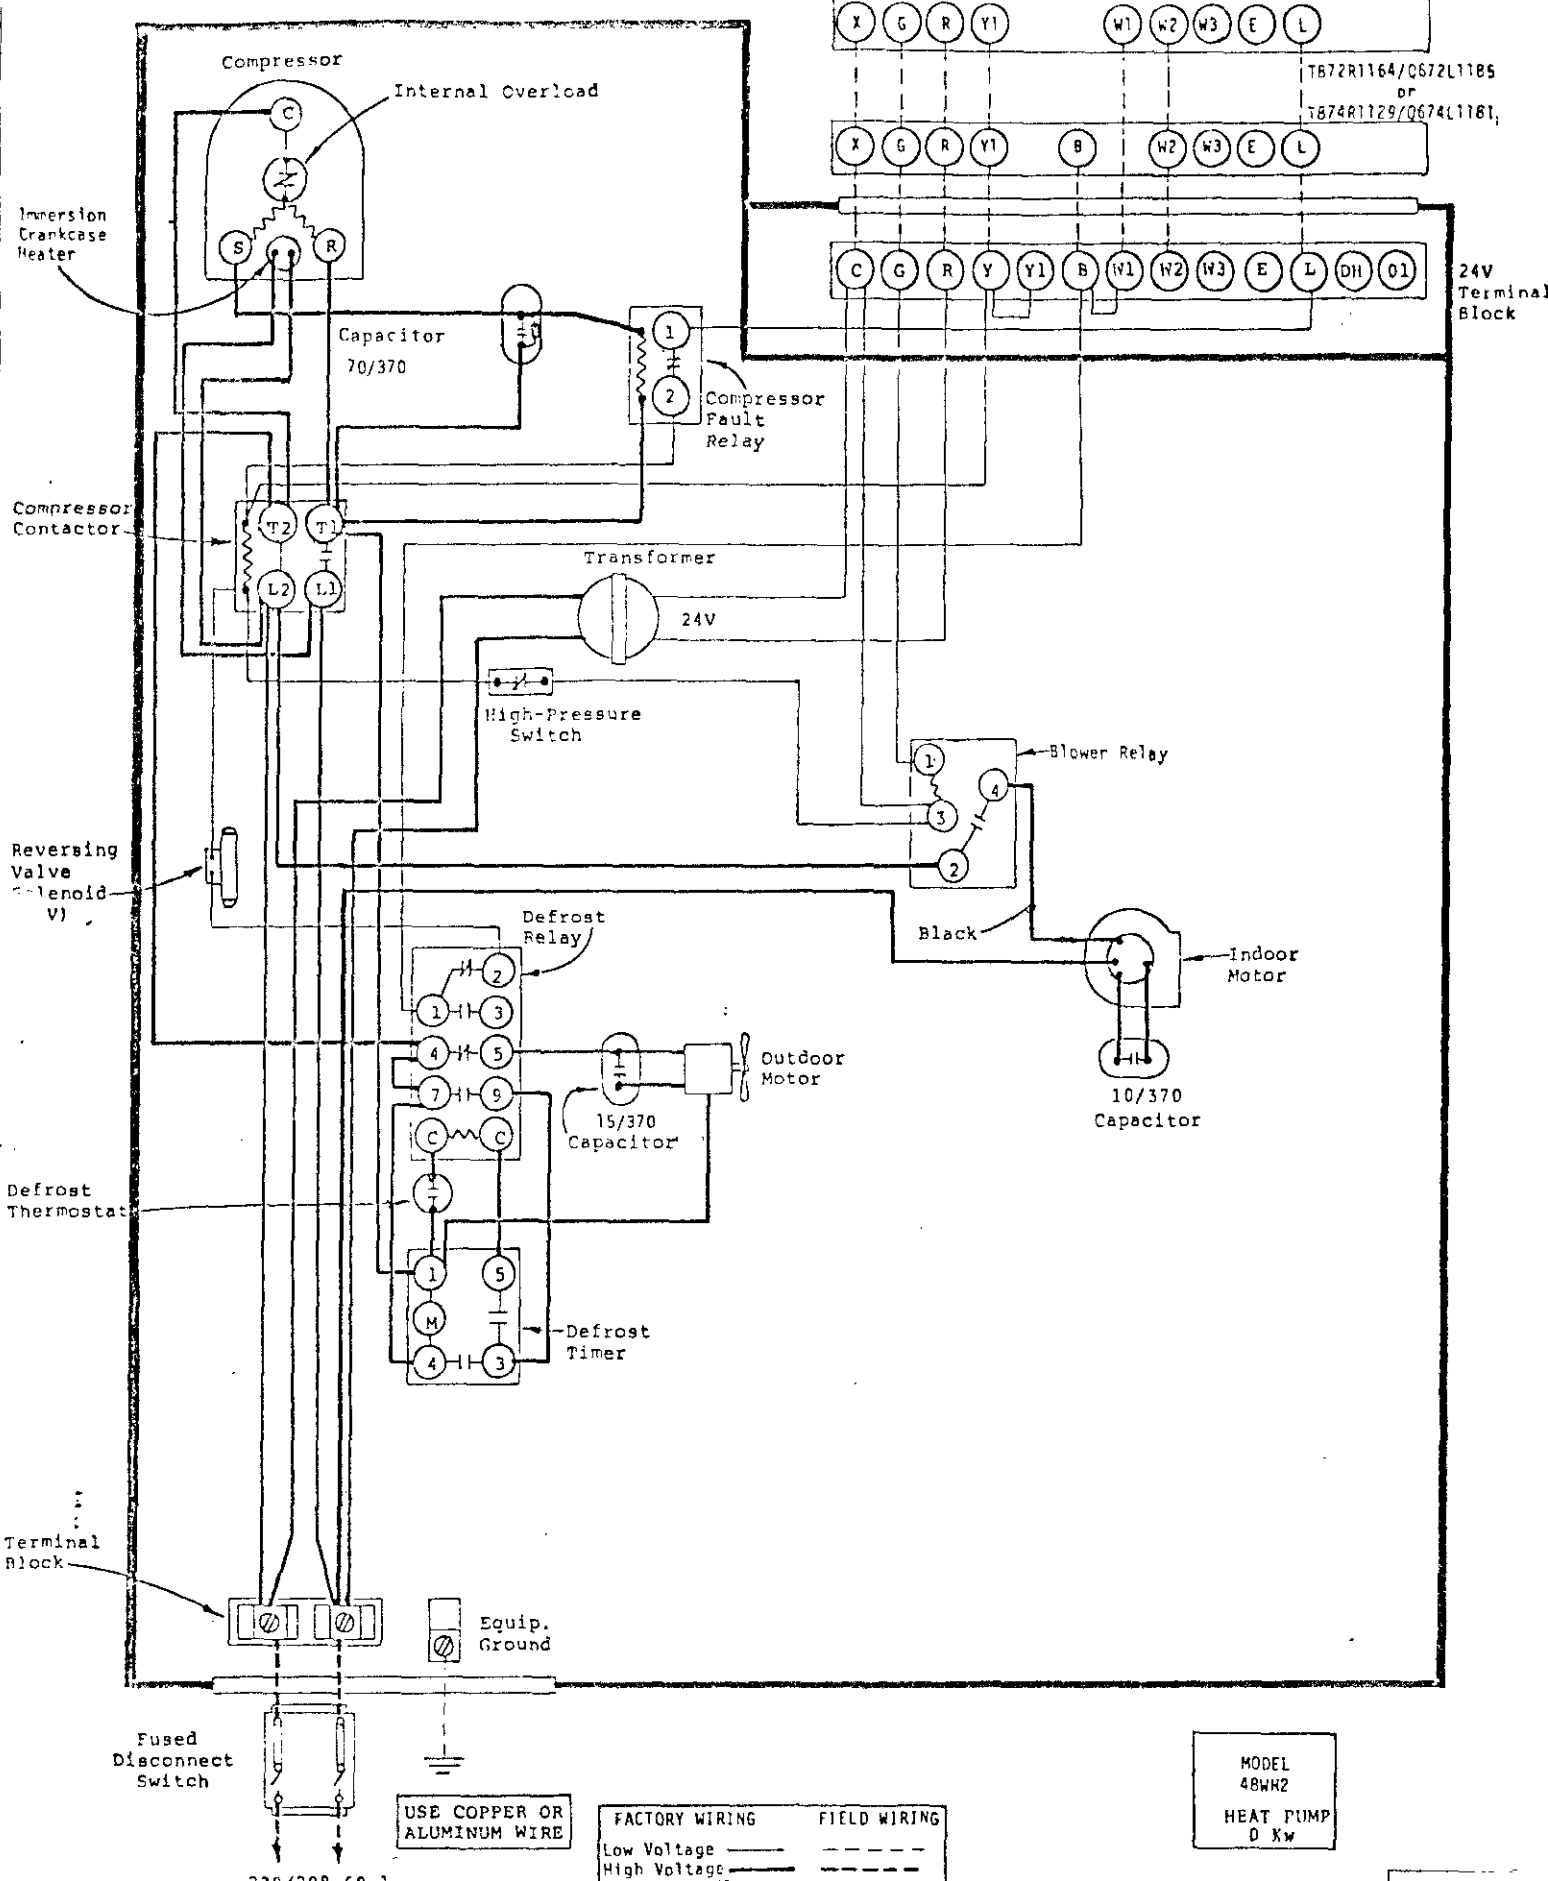 X G R Y1 W1 W2 W3 E L
T872R1164/Q672L1185
or
T874R1129/Q674L1181,
X G R Y1 B W2 W3 E L
C G R Y Y1 B W1 W2 W3 E L DH O1
24V
Terminal
Block
Compressor
Internal Overload
C
S
R
Immersion
Crankcase
Heater
Capacitor
70/370
1
2
Compressor
Fault
Relay
Compressor
Contactor
T2 T1
L2 L1
Transformer
24V
High-Pressure
Switch
Blower Relay
1
4
3
2
Reversing
Valve
lenoid
V)
Defrost
Relay
2
1 3
4 5
7 9
C C
Black
Indoor
Motor
10/370
Capacitor
Outdoor
Motor
15/370
Capacitor
Defrost
Thermostat
1 5
M
4 3
Defrost
Timer
Terminal
Block
Equip.
Ground
Fused
Disconnect
Switch
USE COPPER OR
ALUMINUM WIRE
FACTORY WIRING FIELD WIRING
Low Voltage
High Voltage
MODEL
48WH2
HEAT PUMP
0 Kw